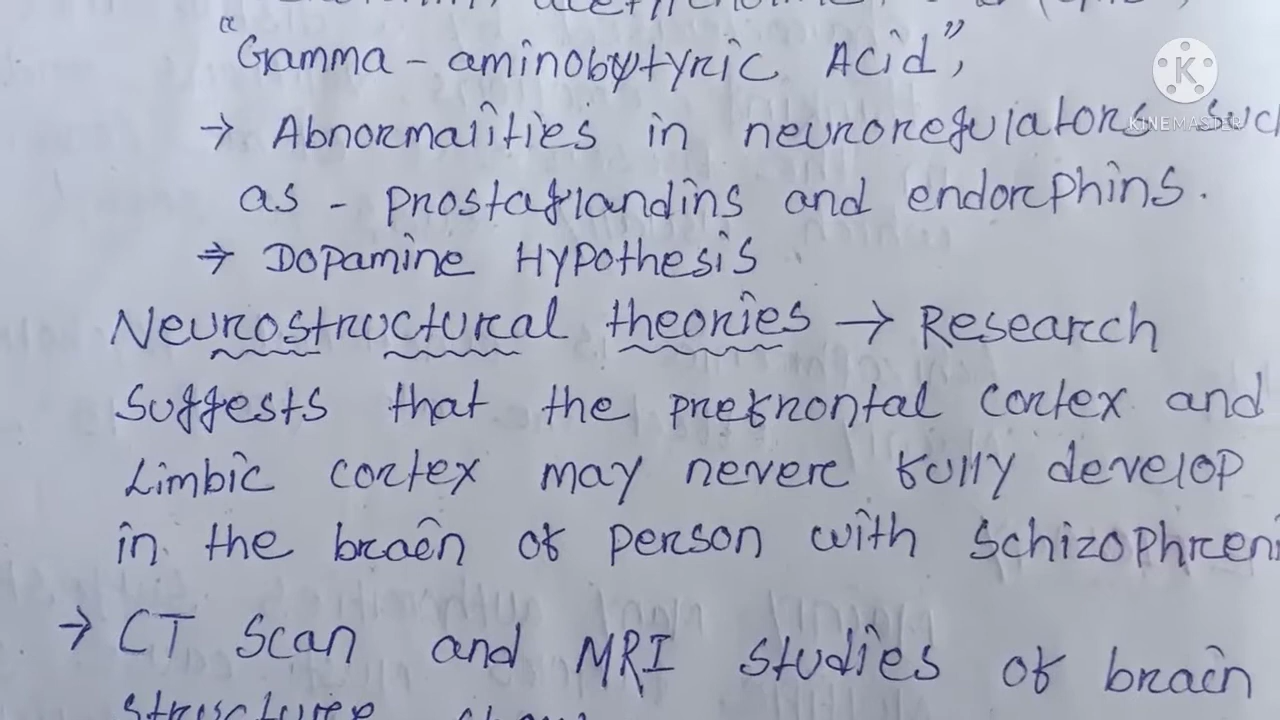 "Gamma - aminobytyric Acid",
→ Abnormalities in neuroregulators such
as - prostaglandins and endorphins.
⇒ Dopamine Hypothesis
Neurostructural theories → Research
suggests that the prefrontal cortex and
Limbic cortex may never fully develop
in the brain of person with Schizophreni
→ CT Scan and MRI studies of brain
structures
K
KINEMASTER